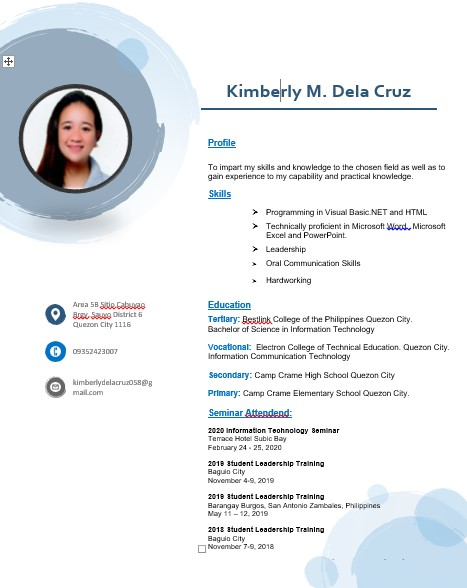 Kimberly M. Dela Cruz
Profile
To impart my skills and knowledge to the chosen field as well as to
gain experience to my capability and practical knowledge.
Skills
Programming in Visual Basic.NET and HTML
Technically proficient in Microsoft Word, Microsoft
Excel and PowerPoint.
Leadership
Oral Communication Skills
Hardworking
Area 5B Sitio Cabuyao
Brgy. Sauyo District 6
Quezon City 1116
09352423007
kimberlydelacruz058@g
mail.com
Education
Tertiary: Bestlink College of the Philippines Quezon City.
Bachelor of Science in Information Technology
Vocational: Electron College of Technical Education. Quezon City.
Information Communication Technology
Secondary: Camp Crame High School Quezon City
Primary: Camp Crame Elementary School Quezon City.
Seminar Attendend:
2020 Information Technology Seminar
Terrace Hotel Subic Bay
February 24 - 25, 2020
2019 Student Leadership Training
Baguio City
November 4-9, 2019
2019 Student Leadership Training
Barangay Burgos, San Antonio Zambales, Philippines
May 11 – 12, 2019
2018 Student Leadership Training
Baguio City
November 7-9, 2018